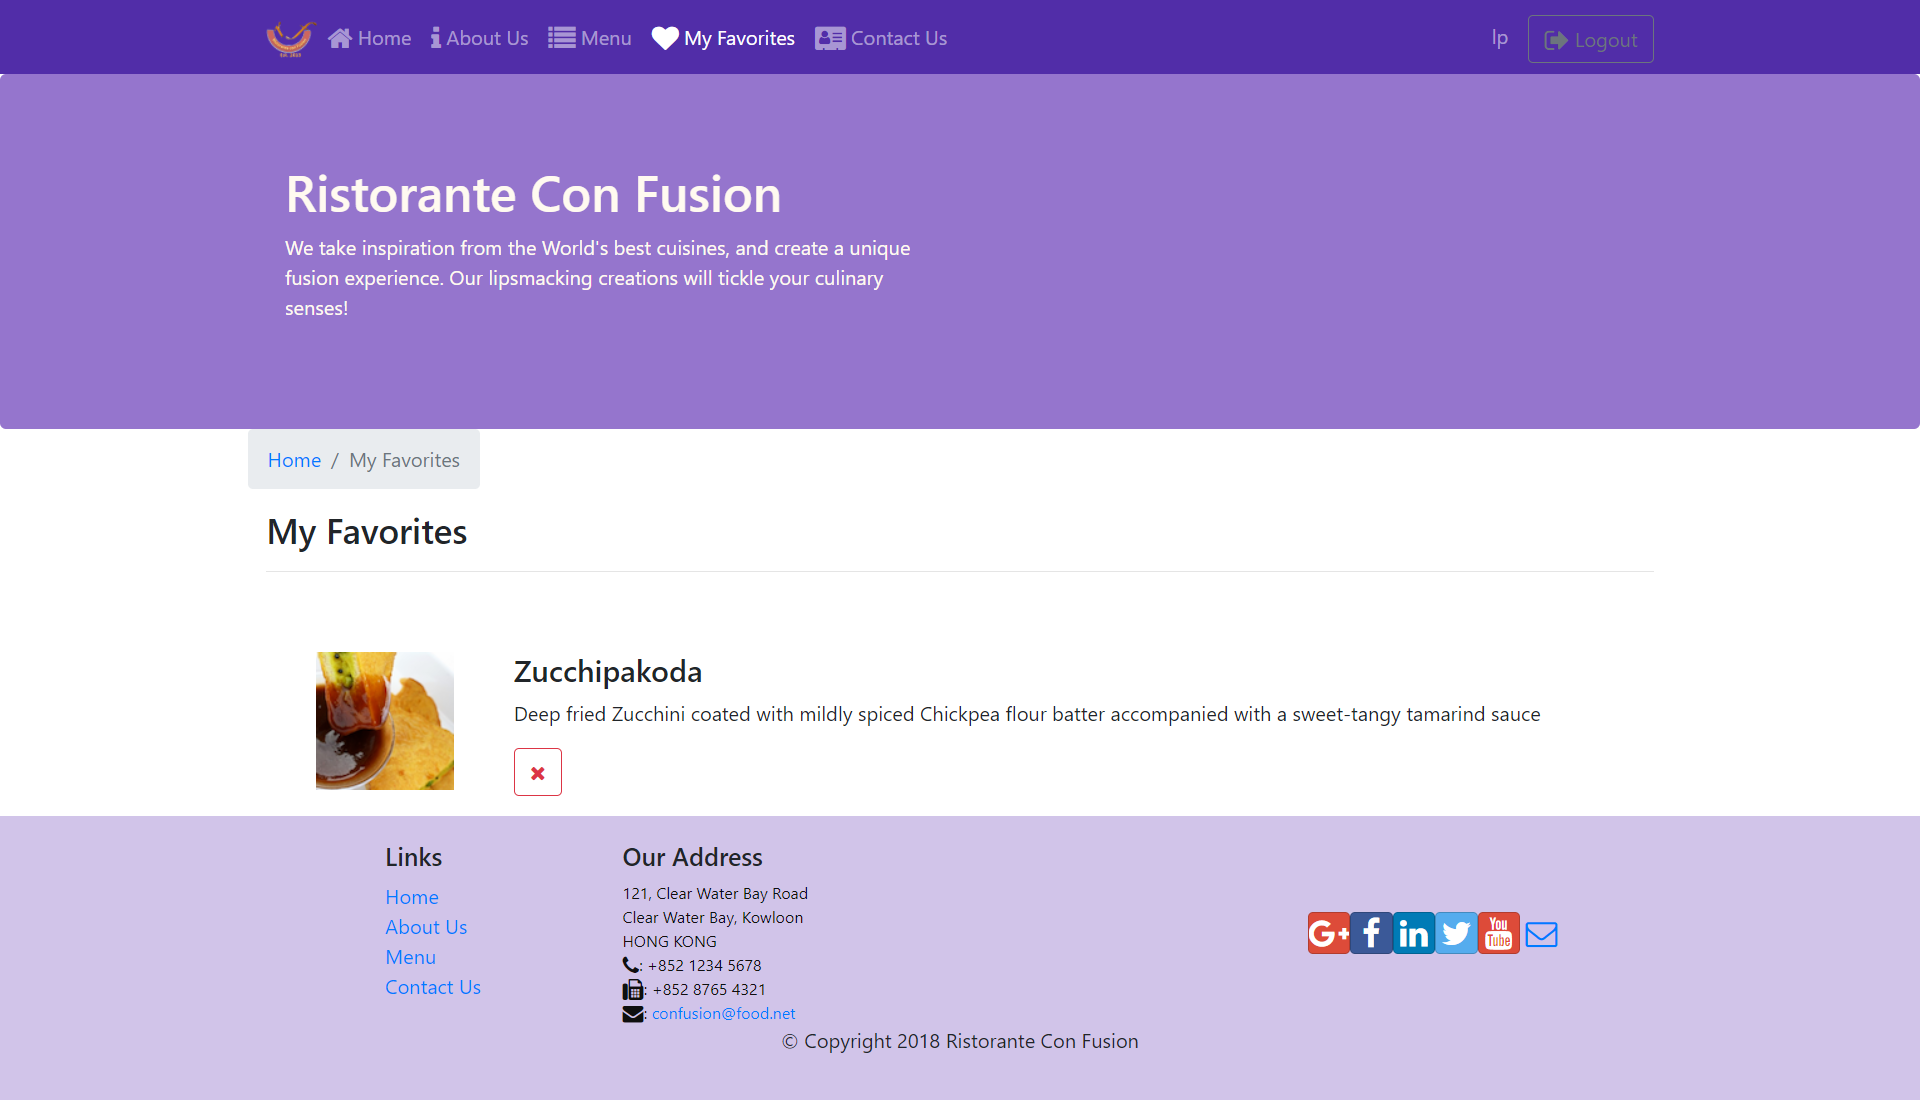 Home
About Us
Menu
My Favorites
Contact Us
lp
Logout
Ristorante Con Fusion
We take inspiration from the World's best cuisines, and create a unique
fusion experience. Our lipsmacking creations will tickle your culinary
senses!
Home / My Favorites
My Favorites
Zucchipakoda
Deep fried Zucchini coated with mildly spiced Chickpea flour batter accompanied with a sweet-tangy tamarind sauce
Links
Home
About Us
Menu
Contact Us
Our Address
121, Clear Water Bay Road
Clear Water Bay, Kowloon
HONG KONG
: +852 1234 5678
: +852 8765 4321
: confusion@food.net
G+
f
in
You
Tube
© Copyright 2018 Ristorante Con Fusion